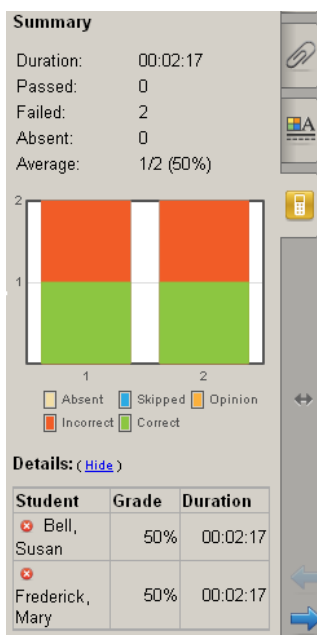 Summary
Duration: 00:02:17
Passed: 0
Failed: 2
Absent: 0
Average: 1/2 (50%)
2
1
1 2
Absent Skipped Opinion
Incorrect Correct
Details: ( Hide )
Student Grade Duration
Bell,
Susan 50% 00:02:17
Frederick,
Mary 50% 00:02:17
A